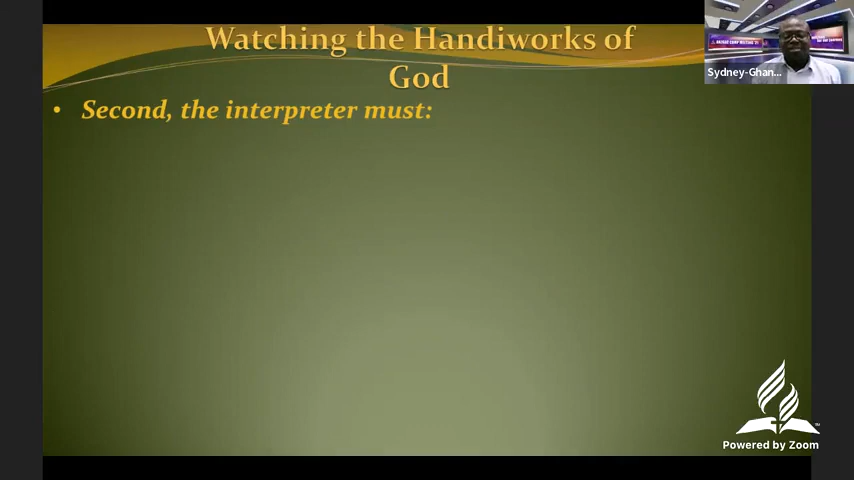 Watching the Handiworks of
God
• Second, the interpreter must:
Sydney-Ghan...
Powered by Zoom